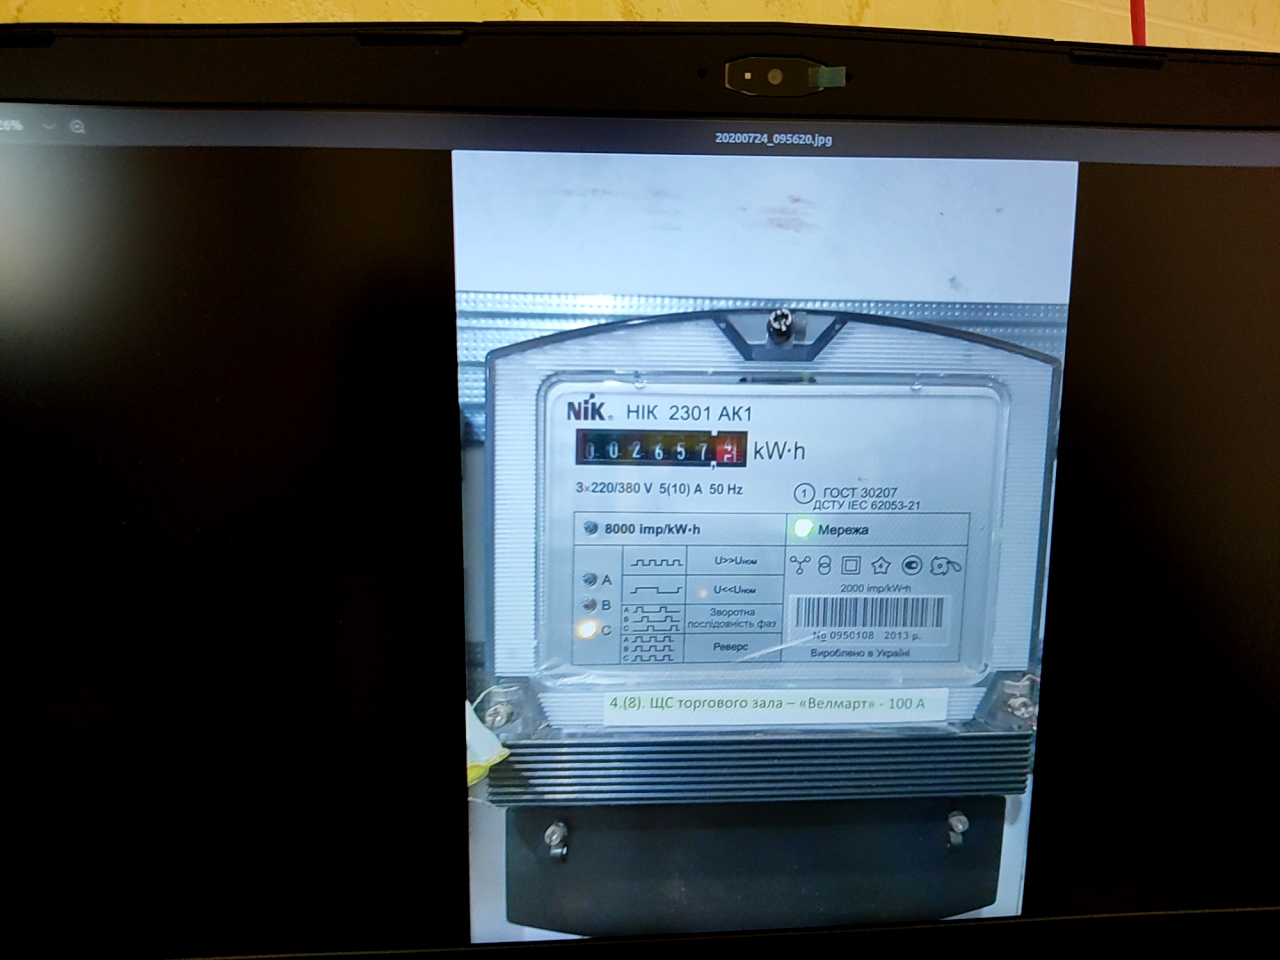 20200724_095620.jpg
NiK НІК 2301 АК1
002657 kW·h
3×220/380 V 5(10) A 50 Hz
1 ГОСТ 30207
ДСТУ IEC 62053-21
8000 imp/kW·h
Мережа
A
B
C
U>>Uном
U<<Uном
A
B
C
Зворотна
послідовність фаз
A
B
C
Реверс
2000 imp/kW·h
№ 0950108 2013 р.
Вироблено в Україні
4.(8). ЩС торгового зала – «Велмарт» - 100 А